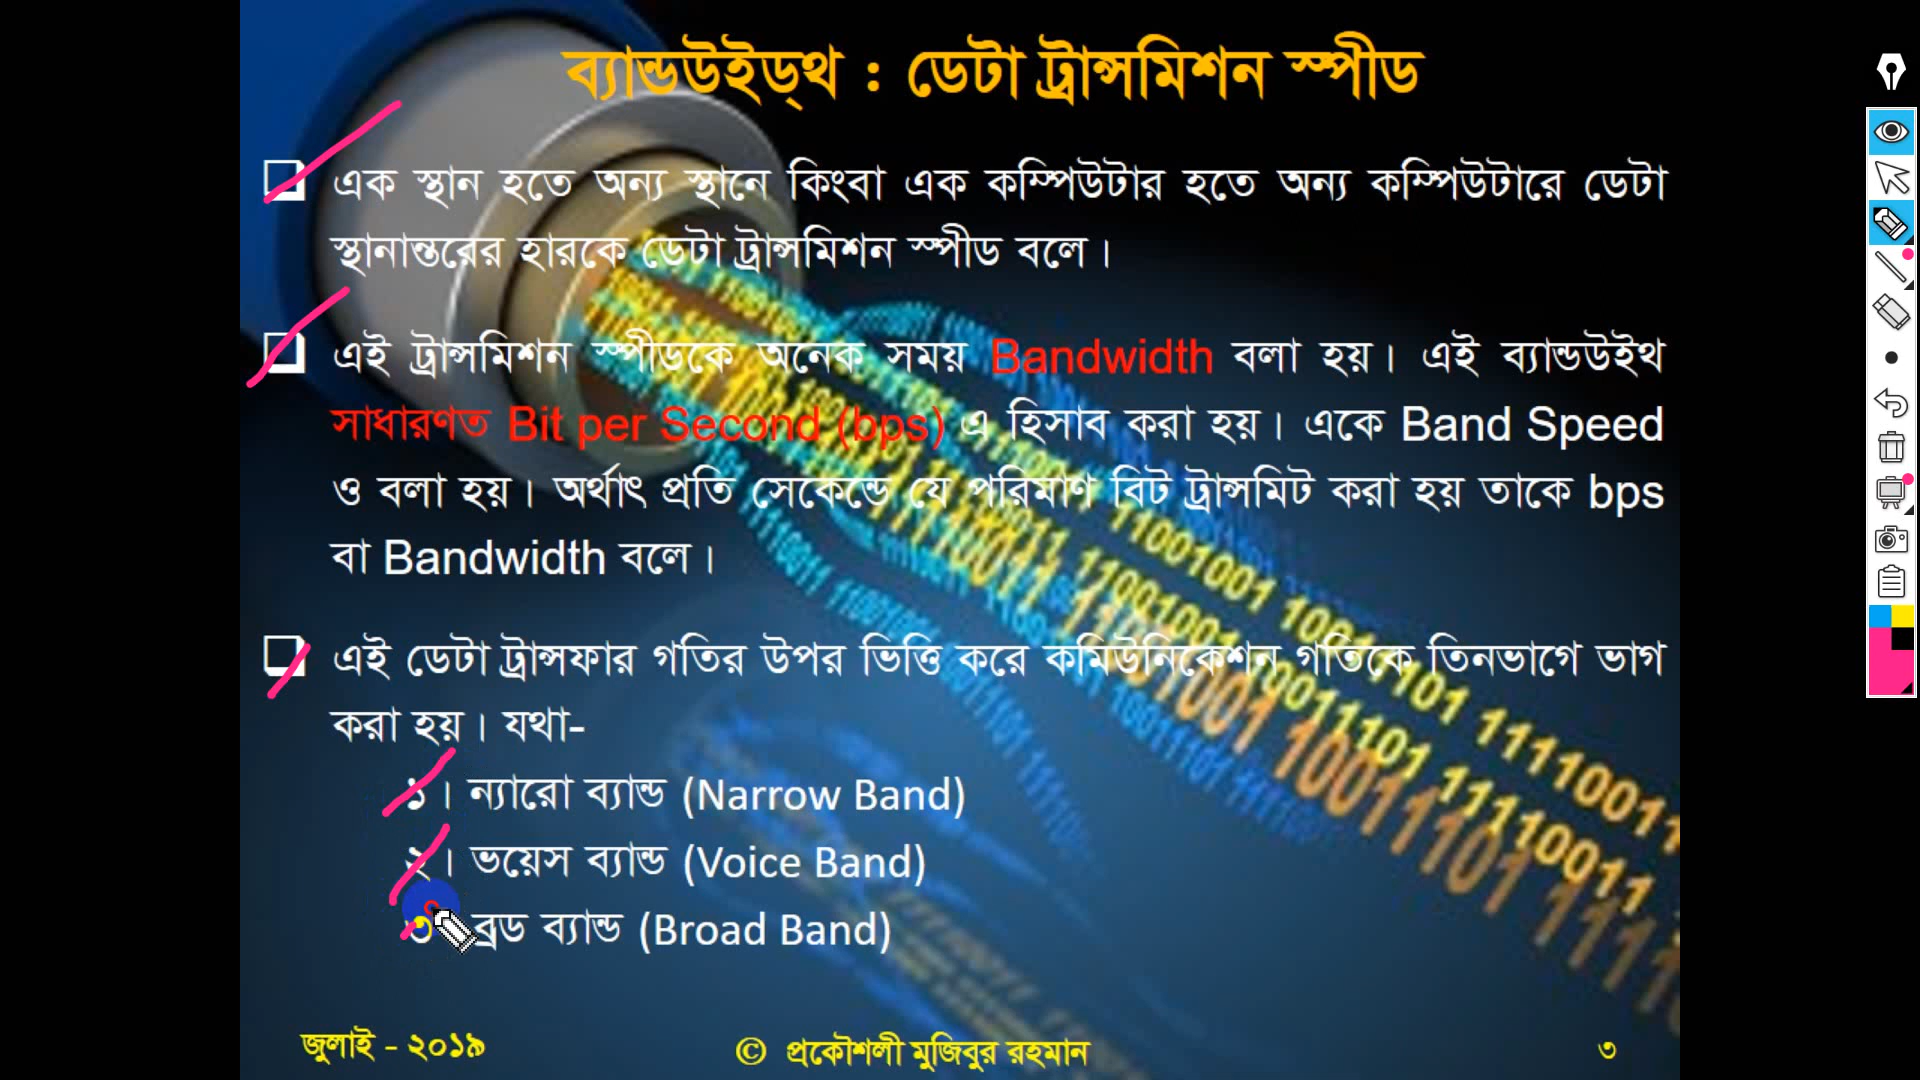 ব্যান্ডউইড্থ : ডেটা ট্রান্সমিশন স্পীড
এক স্থান হতে অন্য স্থানে কিংবা এক কম্পিউটার হতে অন্য কম্পিউটারে ডেটা
স্থানান্তরের হারকে ডেটা ট্রান্সমিশন স্পীড বলে।
এই ট্রান্সমিশন স্পীডকে অনেক সময় Bandwidth বলা হয়। এই ব্যান্ডউইথ
সাধারণত Bit per Second (bps) এ হিসাব করা হয়। একে Band Speed
ও বলা হয়। অর্থাৎ প্রতি সেকেন্ডে যে পরিমাণ বিট ট্রান্সমিট করা হয় তাকে bps
বা Bandwidth বলে।
এই ডেটা ট্রান্সফার গতির উপর ভিত্তি করে কমিউনিকেশন গতিকে তিনভাগে ভাগ
করা হয়। যথা-
১। ন্যারো ব্যান্ড (Narrow Band)
২। ভয়েস ব্যান্ড (Voice Band)
৩ ব্রড ব্যান্ড (Broad Band)
জুলাই - ২০১৯
© প্রকৌশলী মুজিবুর রহমান
৩